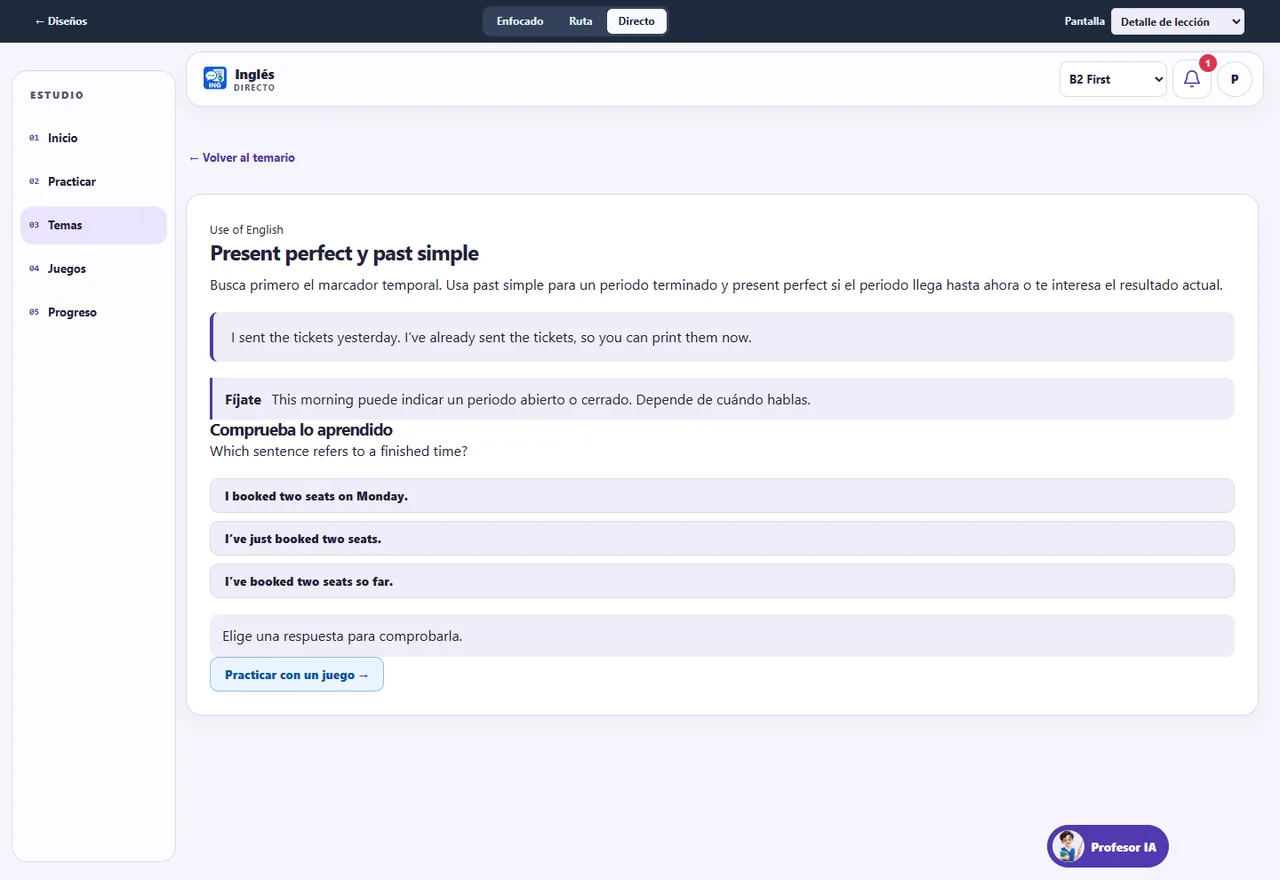 ← Diseños
Enfocado Ruta Directo
Pantalla Detalle de lección
ESTUDIO
01 Inicio
02 Practicar
03 Temas
04 Juegos
05 Progreso
ING
Inglés
DIRECTO
B2 First
1
P
← Volver al temario
Use of English
Present perfect y past simple
Busca primero el marcador temporal. Usa past simple para un periodo terminado y present perfect si el periodo llega hasta ahora o te interesa el resultado actual.
I sent the tickets yesterday. I’ve already sent the tickets, so you can print them now.
Fíjate This morning puede indicar un periodo abierto o cerrado. Depende de cuándo hablas.
Comprueba lo aprendido
Which sentence refers to a finished time?
I booked two seats on Monday.
I’ve just booked two seats.
I’ve booked two seats so far.
Elige una respuesta para comprobarla.
Practicar con un juego →
Profesor IA